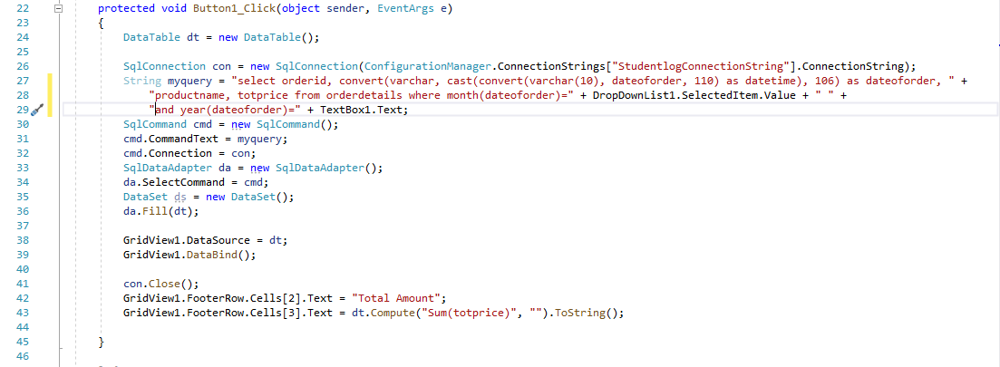 22 protected void Button1_Click(object sender, EventArgs e)
23 {
24 DataTable dt = new DataTable();
25
26 SqlConnection con = new SqlConnection(ConfigurationManager.ConnectionStrings["StudentlogConnectionString"].ConnectionString);
27 String myquery = "select orderid, convert(varchar, cast(convert(varchar(10), dateoforder, 110) as datetime), 106) as dateoforder, " +
28 "productname, totprice from orderdetails where month(dateoforder)=" + DropDownList1.SelectedItem.Value + " " +
29 "and year(dateoforder)=" + TextBox1.Text;
30 SqlCommand cmd = new SqlCommand();
31 cmd.CommandText = myquery;
32 cmd.Connection = con;
33 SqlDataAdapter da = new SqlDataAdapter();
34 da.SelectCommand = cmd;
35 DataSet ds = new DataSet();
36 da.Fill(dt);
37
38 GridView1.DataSource = dt;
39 GridView1.DataBind();
40
41 con.Close();
42 GridView1.FooterRow.Cells[2].Text = "Total Amount";
43 GridView1.FooterRow.Cells[3].Text = dt.Compute("Sum(totprice)", "").ToString();
44
45 }
46